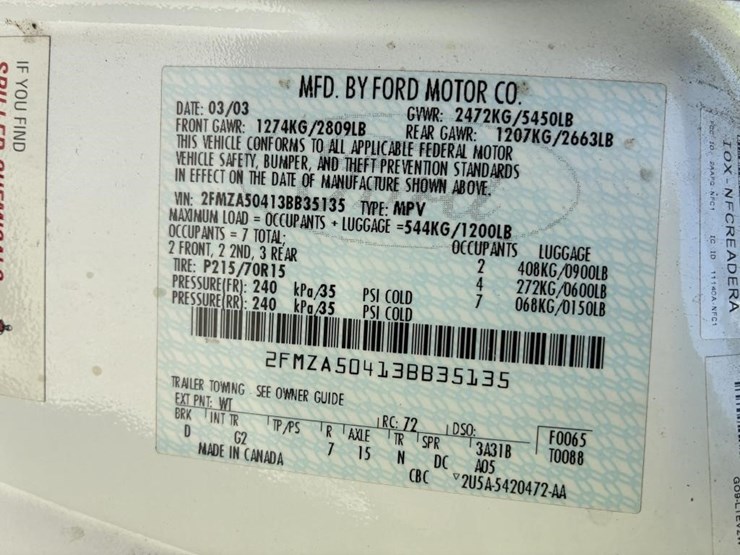 MFD. BY FORD MOTOR CO.
DATE: 03/03 GVWR: 2472KG/5450LB
FRONT GAWR: 1274KG/2809LB REAR GAWR: 1207KG/2663LB
THIS VEHICLE CONFORMS TO ALL APPLICABLE FEDERAL MOTOR
VEHICLE SAFETY, BUMPER, AND THEFT PREVENTION STANDARDS
IN EFFECT ON THE DATE OF MANUFACTURE SHOWN ABOVE.
VIN: 2FMZA50413BB35135 TYPE: MPV
MAXIMUM LOAD = OCCUPANTS + LUGGAGE =544KG/1200LB
OCCUPANTS = 7 TOTAL: OCCUPANTS LUGGAGE
2 FRONT, 2 2ND, 3 REAR 2 408KG/0900LB
TIRE: P215/70R15 4 272KG/0600LB
PRESSURE(FR): 240 kPa/35 PSI COLD 7 068KG/0150LB
PRESSURE(RR): 240 kPa/35 PSI COLD
2FMZA50413BB35135
TRAILER TOWING SEE OWNER GUIDE
EXT PNT: WT RC: 72 DSO: F0065
BRK INT TR TP/PS R AXLE TR SPR 3A31B T0088
D G2 7 15 N DC A05
MADE IN CANADA CBC 2U5A-5420472-AA
IF YOU FIND
IOX-NFCREADERA